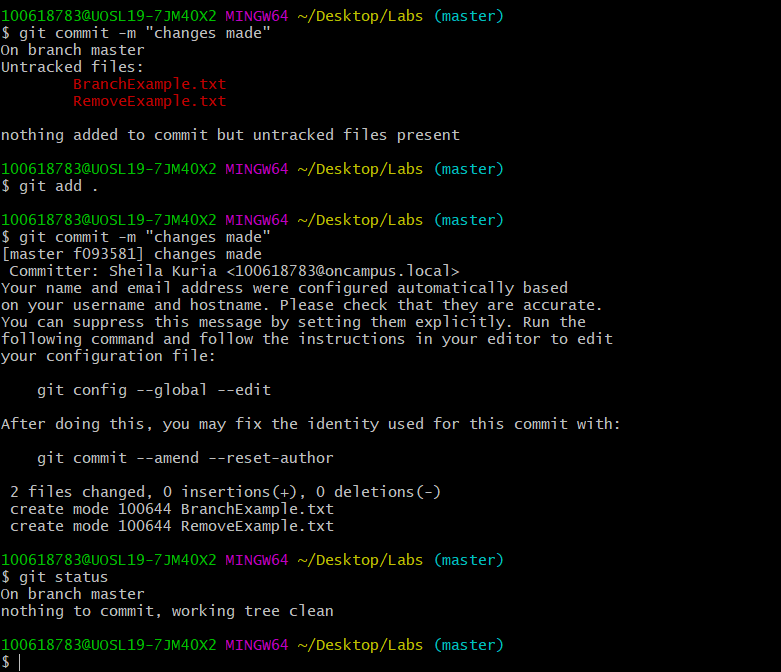 100618783@UOSL19-7JM40X2 MINGW64 ~/Desktop/Labs (master)
$ git commit -m "changes made"
On branch master
Untracked files:
        BranchExample.txt
        RemoveExample.txt

nothing added to commit but untracked files present

100618783@UOSL19-7JM40X2 MINGW64 ~/Desktop/Labs (master)
$ git add .

100618783@UOSL19-7JM40X2 MINGW64 ~/Desktop/Labs (master)
$ git commit -m "changes made"
[master f093581] changes made
 Committer: Sheila Kuria <100618783@oncampus.local>
Your name and email address were configured automatically based
on your username and hostname. Please check that they are accurate.
You can suppress this message by setting them explicitly. Run the
following command and follow the instructions in your editor to edit
your configuration file:

    git config --global --edit

After doing this, you may fix the identity used for this commit with:

    git commit --amend --reset-author

 2 files changed, 0 insertions(+), 0 deletions(-)
 create mode 100644 BranchExample.txt
 create mode 100644 RemoveExample.txt

100618783@UOSL19-7JM40X2 MINGW64 ~/Desktop/Labs (master)
$ git status
On branch master
nothing to commit, working tree clean

100618783@UOSL19-7JM40X2 MINGW64 ~/Desktop/Labs (master)
$